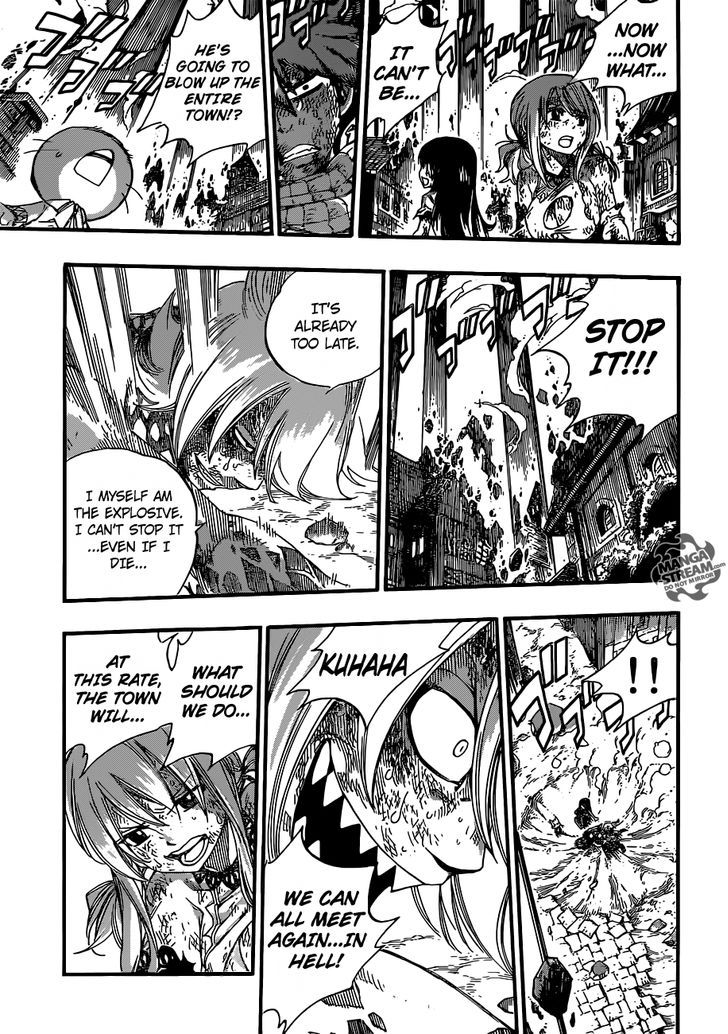 NOW
...NOW
WHAT...
IT
CAN'T
BE...
HE'S
GOING TO
BLOW UP THE
ENTIRE
TOWN!?
STOP
IT!!!
IT'S
ALREADY
TOO LATE.
I MYSELF AM
THE EXPLOSIVE.
I CAN'T STOP IT
...EVEN IF I
DIE...
MANGA
STREAM.com
DO NOT MIRROR
!!
KUHAHA
WE CAN
ALL MEET
AGAIN...IN
HELL!
WHAT
SHOULD
WE DO...
AT
THIS RATE,
THE TOWN
WILL...